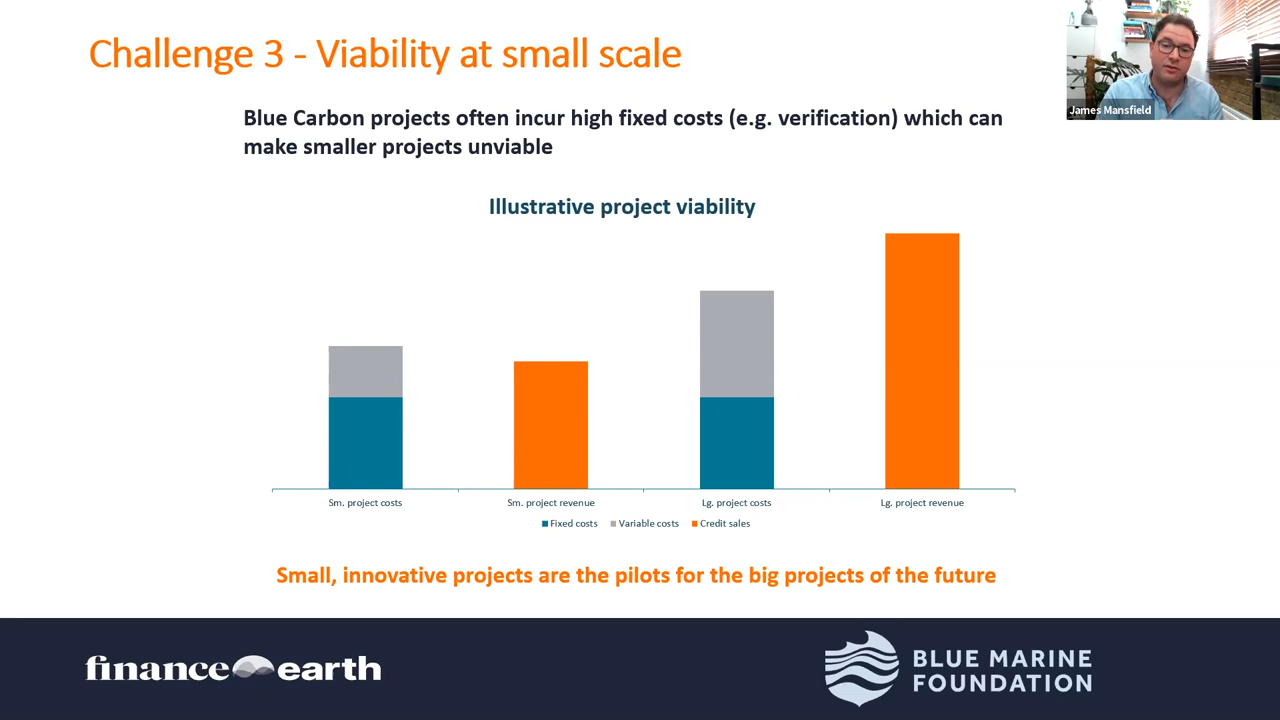 Challenge 3 - Viability at small scale
James Mansfield
Blue Carbon projects often incur high fixed costs (e.g. verification) which can
make smaller projects unviable
Illustrative project viability
Sm. project costs
Sm. project revenue
Lg. project costs
Lg. project revenue
Fixed costs
Variable costs
Credit sales
Small, innovative projects are the pilots for the big projects of the future
finance earth
BLUE MARINE
FOUNDATION